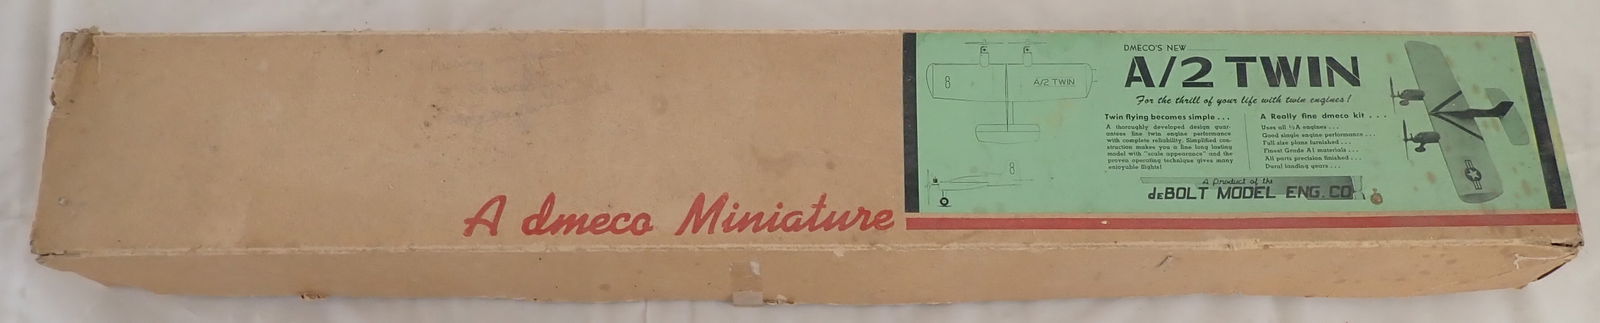 A dmeco Miniature
8
A/2 TWIN
8
DMECO'S NEW
A/2 TWIN
For the thrill of your life with twin engines!
Twin flying becomes simple . . .
A thoroughly developed design guar-
antees fine twin engine performance
with complete reliability. Simplified con-
struction makes you a fine long lasting
model with "scale appearance" and the
proven operating technique gives many
enjoyable flights!
A Really fine dmeco kit . . .
Uses all ½A engines . . .
Good single engine performance . . .
Full size plans furnished . . .
Finest Grade A1 materials . . .
All parts precision finished . . .
Dural landing gears . . .
A Product of the
deBOLT MODEL ENG. CO.